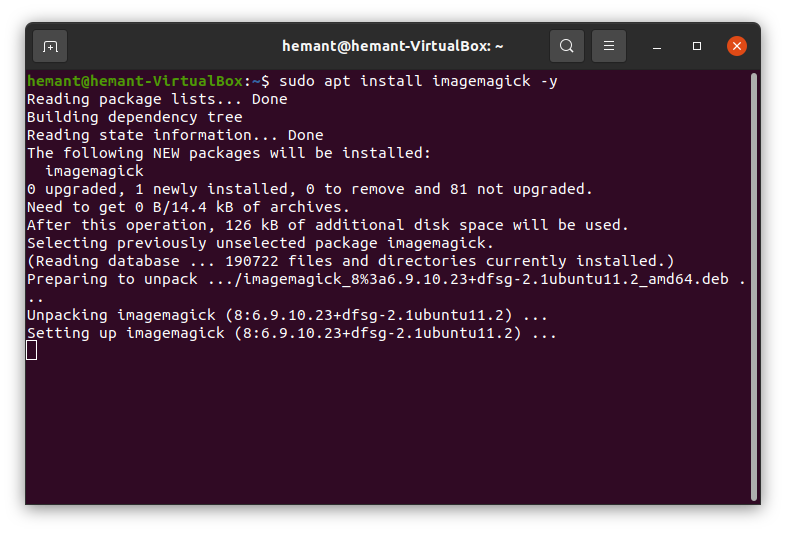 hemant@hemant-VirtualBox: ~
hemant@hemant-VirtualBox:~$ sudo apt install imagemagick -y
Reading package lists... Done
Building dependency tree
Reading state information... Done
The following NEW packages will be installed:
  imagemagick
0 upgraded, 1 newly installed, 0 to remove and 81 not upgraded.
Need to get 0 B/14.4 kB of archives.
After this operation, 126 kB of additional disk space will be used.
Selecting previously unselected package imagemagick.
(Reading database ... 190722 files and directories currently installed.)
Preparing to unpack .../imagemagick_8%3a6.9.10.23+dfsg-2.1ubuntu11.2_amd64.deb .
..
Unpacking imagemagick (8:6.9.10.23+dfsg-2.1ubuntu11.2) ...
Setting up imagemagick (8:6.9.10.23+dfsg-2.1ubuntu11.2) ...